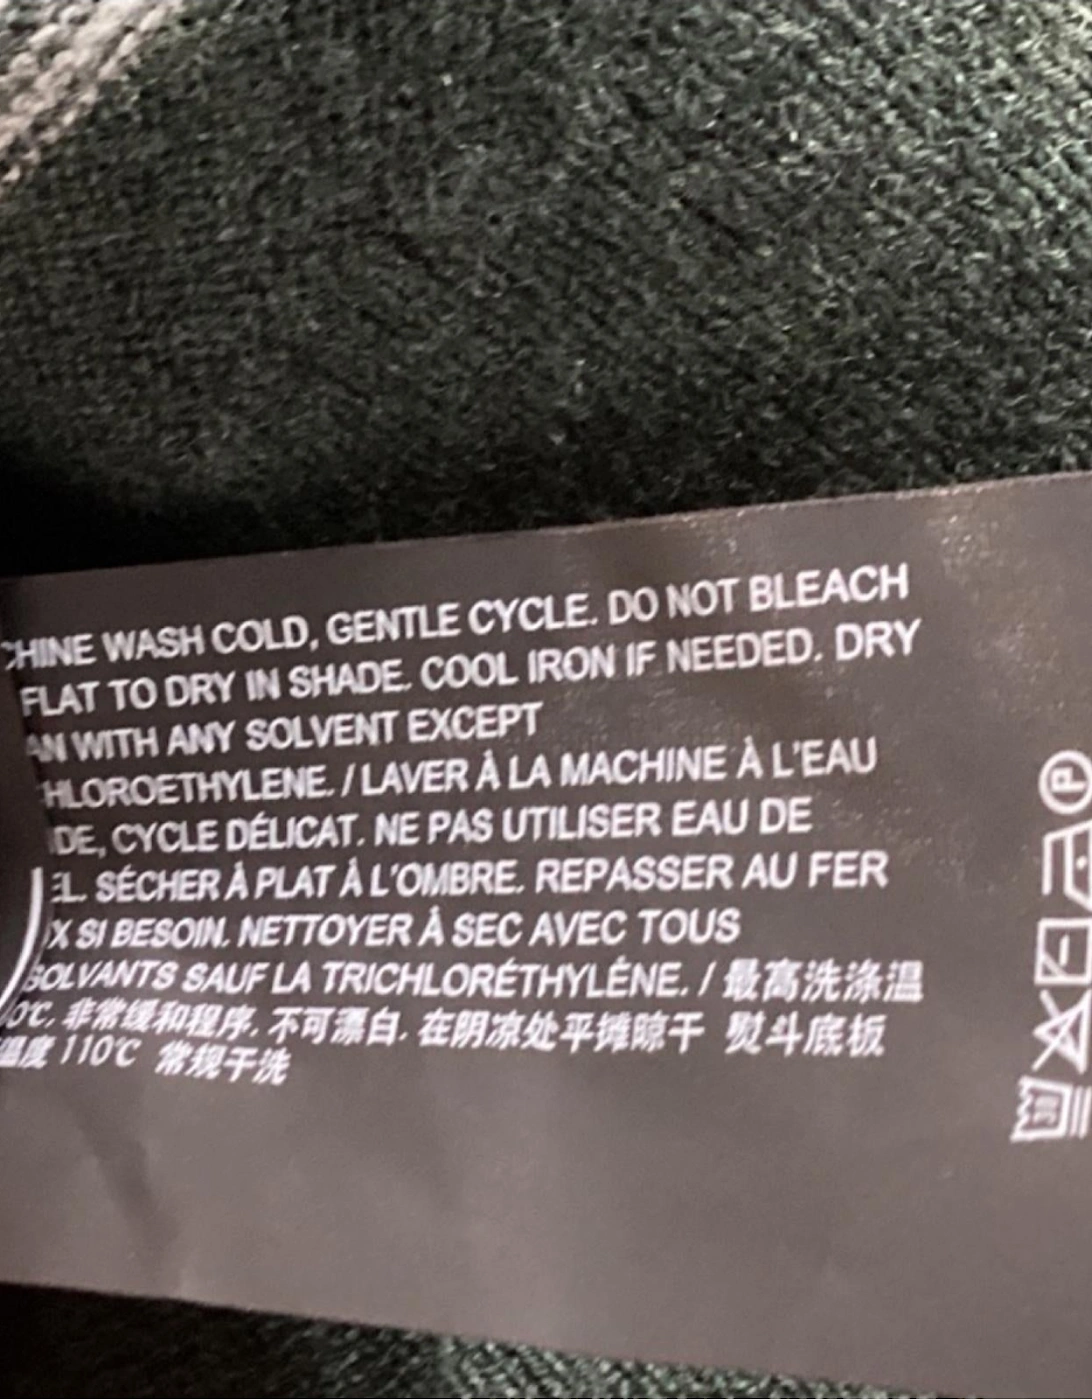 HINE WASH COLD, GENTLE CYCLE. DO NOT BLEACH
FLAT TO DRY IN SHADE. COOL IRON IF NEEDED. DRY
AN WITH ANY SOLVENT EXCEPT
HLOROETHYLENE. / LAVER À LA MACHINE À L'EAU
DE, CYCLE DÉLICAT. NE PAS UTILISER EAU DE
EL. SÉCHER À PLAT À L'OMBRE. REPASSER AU FER
X SI BESOIN. NETTOYER À SEC AVEC TOUS
SOLVANTS SAUF LA TRICHLORÉTHYLÈNE. / 最高洗涤温
0℃. 非常缓和程序. 不可漂白. 在阴凉处平摊晾干 熨斗底板
温度 110℃ 常规干洗
P
30